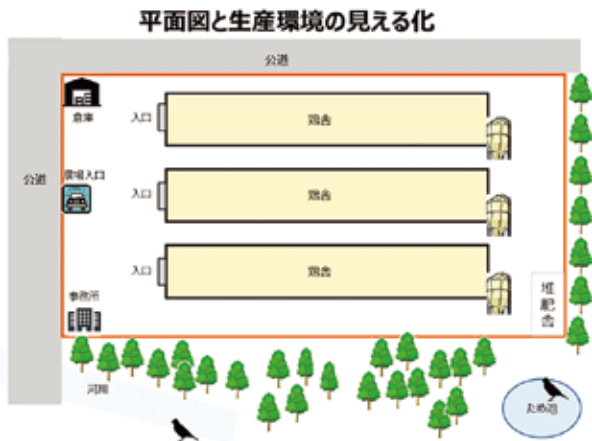 平面図と生産環境の見える化
公道
倉庫
入口
鶏舎
公道
農場入口
入口
鶏舎
入口
鶏舎
事務所
堆肥舎
河川
ため池